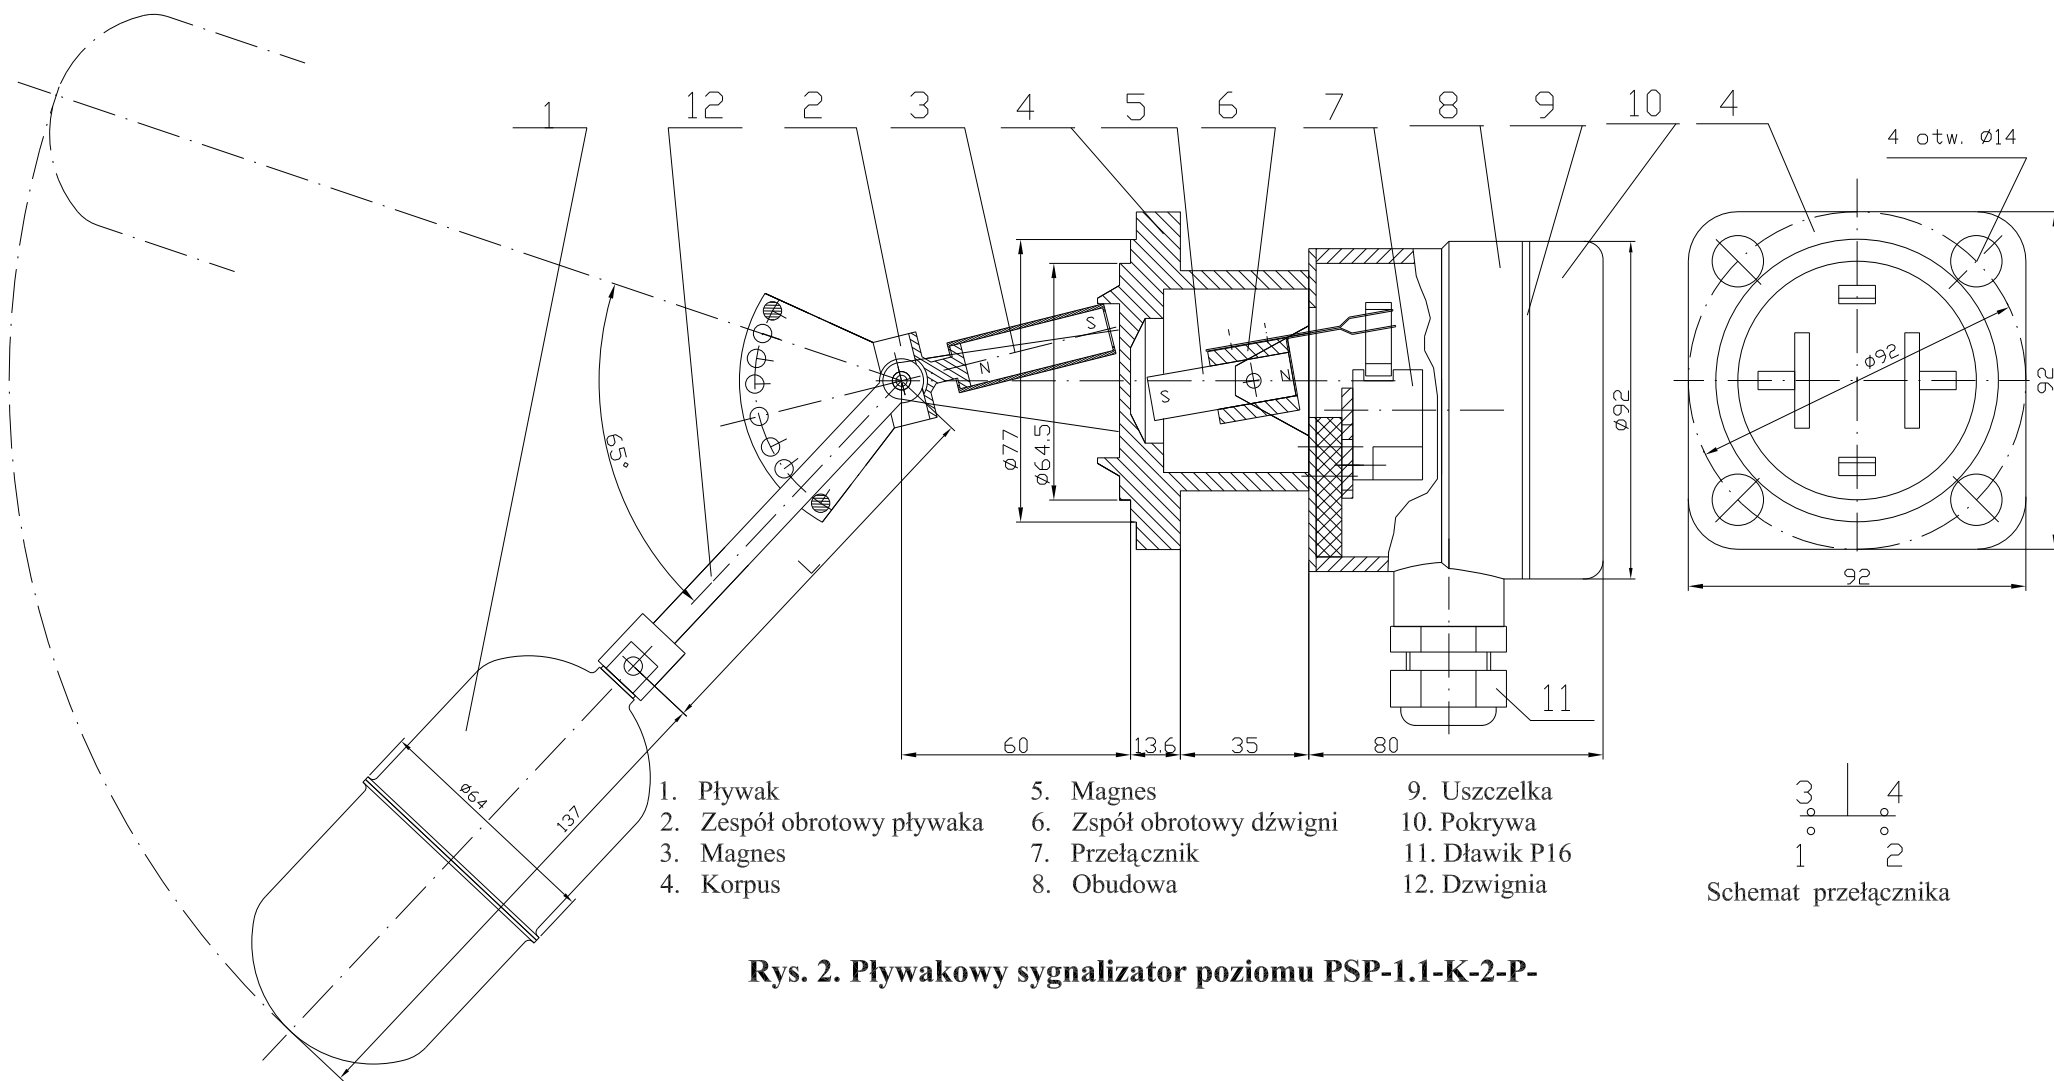 1 12 2 3 4 5 6 7 8 9 10 4
4 otw. Ø14
S
N
S
N
65°
L
Ø77
Ø64.5
Ø92
Ø92
92
92
11
60 13.6 35 80
Ø64
137
1. Pływak
2. Zespół obrotowy pływaka
3. Magnes
4. Korpus
5. Magnes
6. Zspół obrotowy dźwigni
7. Przełącznik
8. Obudowa
9. Uszczelka
10. Pokrywa
11. Dławik P16
12. Dzwignia
3 4
1 2
Schemat przełącznika
Rys. 2. Pływakowy sygnalizator poziomu PSP-1.1-K-2-P-